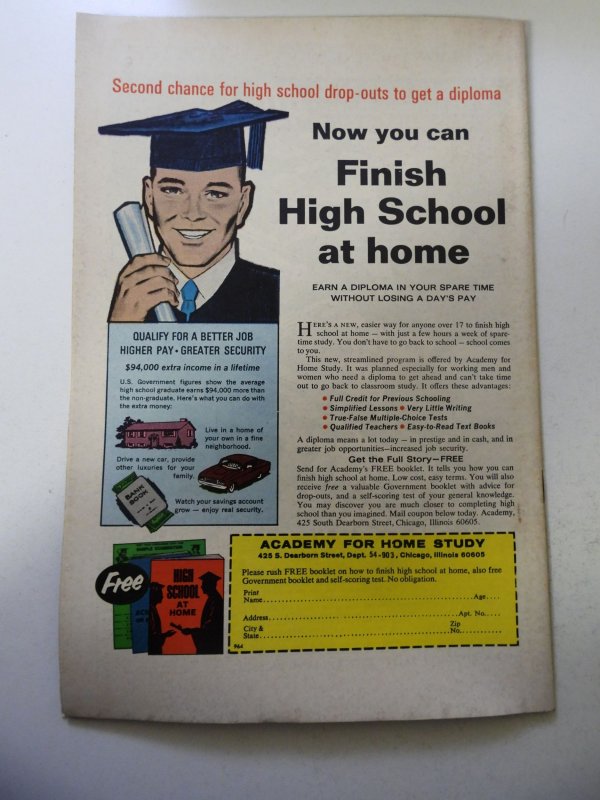 Second chance for high school drop-outs to get a diploma
Now you can
Finish
High School
at home
EARN A DIPLOMA IN YOUR SPARE TIME
WITHOUT LOSING A DAY'S PAY
QUALIFY FOR A BETTER JOB
HIGHER PAY • GREATER SECURITY
$94,000 extra income in a lifetime
U.S. Government figures show the average
high school graduate earns $94,000 more than
the non-graduate. Here's what you can do with
the extra money:
Live in a home of
your own in a fine
neighborhood.
Drive a new car, provide
other luxuries for your
family.
BANK
BOOK
Watch your savings account
grow — enjoy real security.
HERE'S A NEW, easier way for anyone over 17 to finish high
school at home — with just a few hours a week of spare-
time study. You don't have to go back to school — school comes
to you.
This new, streamlined program is offered by Academy for
Home Study. It was planned especially for working men and
women who need a diploma to get ahead and can't take time
out to go back to classroom study. It offers these advantages:
• Full Credit for Previous Schooling
• Simplified Lessons • Very Little Writing
• True-False Multiple-Choice Tests
• Qualified Teachers • Easy-to-Read Text Books
A diploma means a lot today — in prestige and in cash, and in
greater job opportunities—increased job security.
Get the Full Story—FREE
Send for Academy's FREE booklet. It tells you how you can
finish high school at home. Low cost, easy terms. You will also
receive free a valuable Government booklet with advice for
drop-outs, and a self-scoring test of your general knowledge.
You may discover you are much closer to completing high
school than you imagined. Mail coupon below today. Academy,
425 South Dearborn Street, Chicago, Illinois 60605.
Free
SAMPLE EXAMINATION
HIGH
SCHOOL
AT
HOME
ACADEMY FOR HOME STUDY
425 S. Dearborn Street, Dept. 54-903, Chicago, Illinois 60605
Please rush FREE booklet on how to finish high school at home, also free
Government booklet and self-scoring test. No obligation.
Print
Name Age
Address Apt. No.
City & Zip
State No.
964